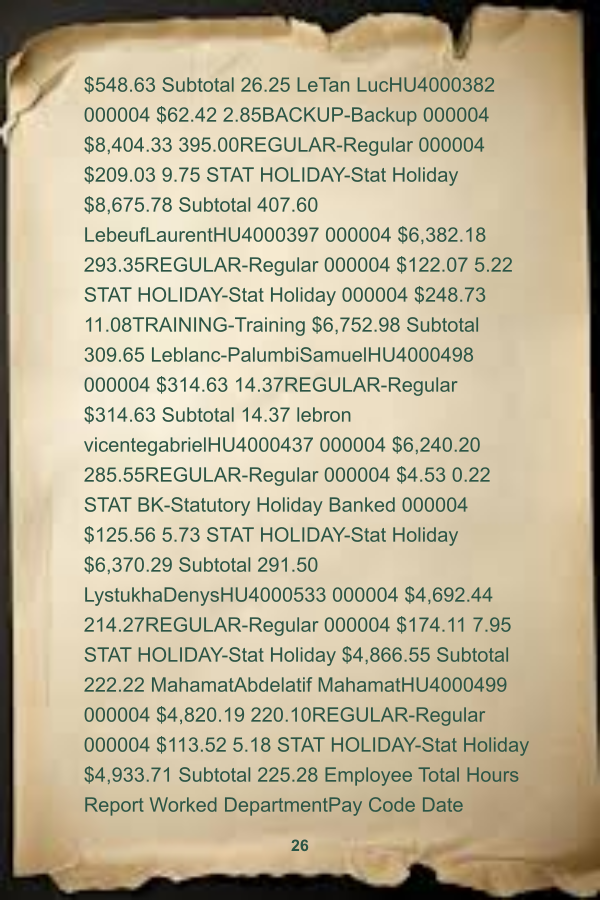 $548.63 Subtotal 26.25 LeTan LucHU4000382
000004 $62.42 2.85BACKUP-Backup 000004
$8,404.33 395.00REGULAR-Regular 000004
$209.03 9.75 STAT HOLIDAY-Stat Holiday
$8,675.78 Subtotal 407.60
LebeufLaurentHU4000397 000004 $6,382.18
293.35REGULAR-Regular 000004 $122.07 5.22
STAT HOLIDAY-Stat Holiday 000004 $248.73
11.08TRAINING-Training $6,752.98 Subtotal
309.65 Leblanc-PalumbiSamuelHU4000498
000004 $314.63 14.37REGULAR-Regular
$314.63 Subtotal 14.37 lebron
vicentegabrielHU4000437 000004 $6,240.20
285.55REGULAR-Regular 000004 $4.53 0.22
STAT BK-Statutory Holiday Banked 000004
$125.56 5.73 STAT HOLIDAY-Stat Holiday
$6,370.29 Subtotal 291.50
LystukhaDenysHU4000533 000004 $4,692.44
214.27REGULAR-Regular 000004 $174.11 7.95
STAT HOLIDAY-Stat Holiday $4,866.55 Subtotal
222.22 MahamatAbdelatif MahamatHU4000499
000004 $4,820.19 220.10REGULAR-Regular
000004 $113.52 5.18 STAT HOLIDAY-Stat Holiday
$4,933.71 Subtotal 225.28 Employee Total Hours
Report Worked DepartmentPay Code Date
26